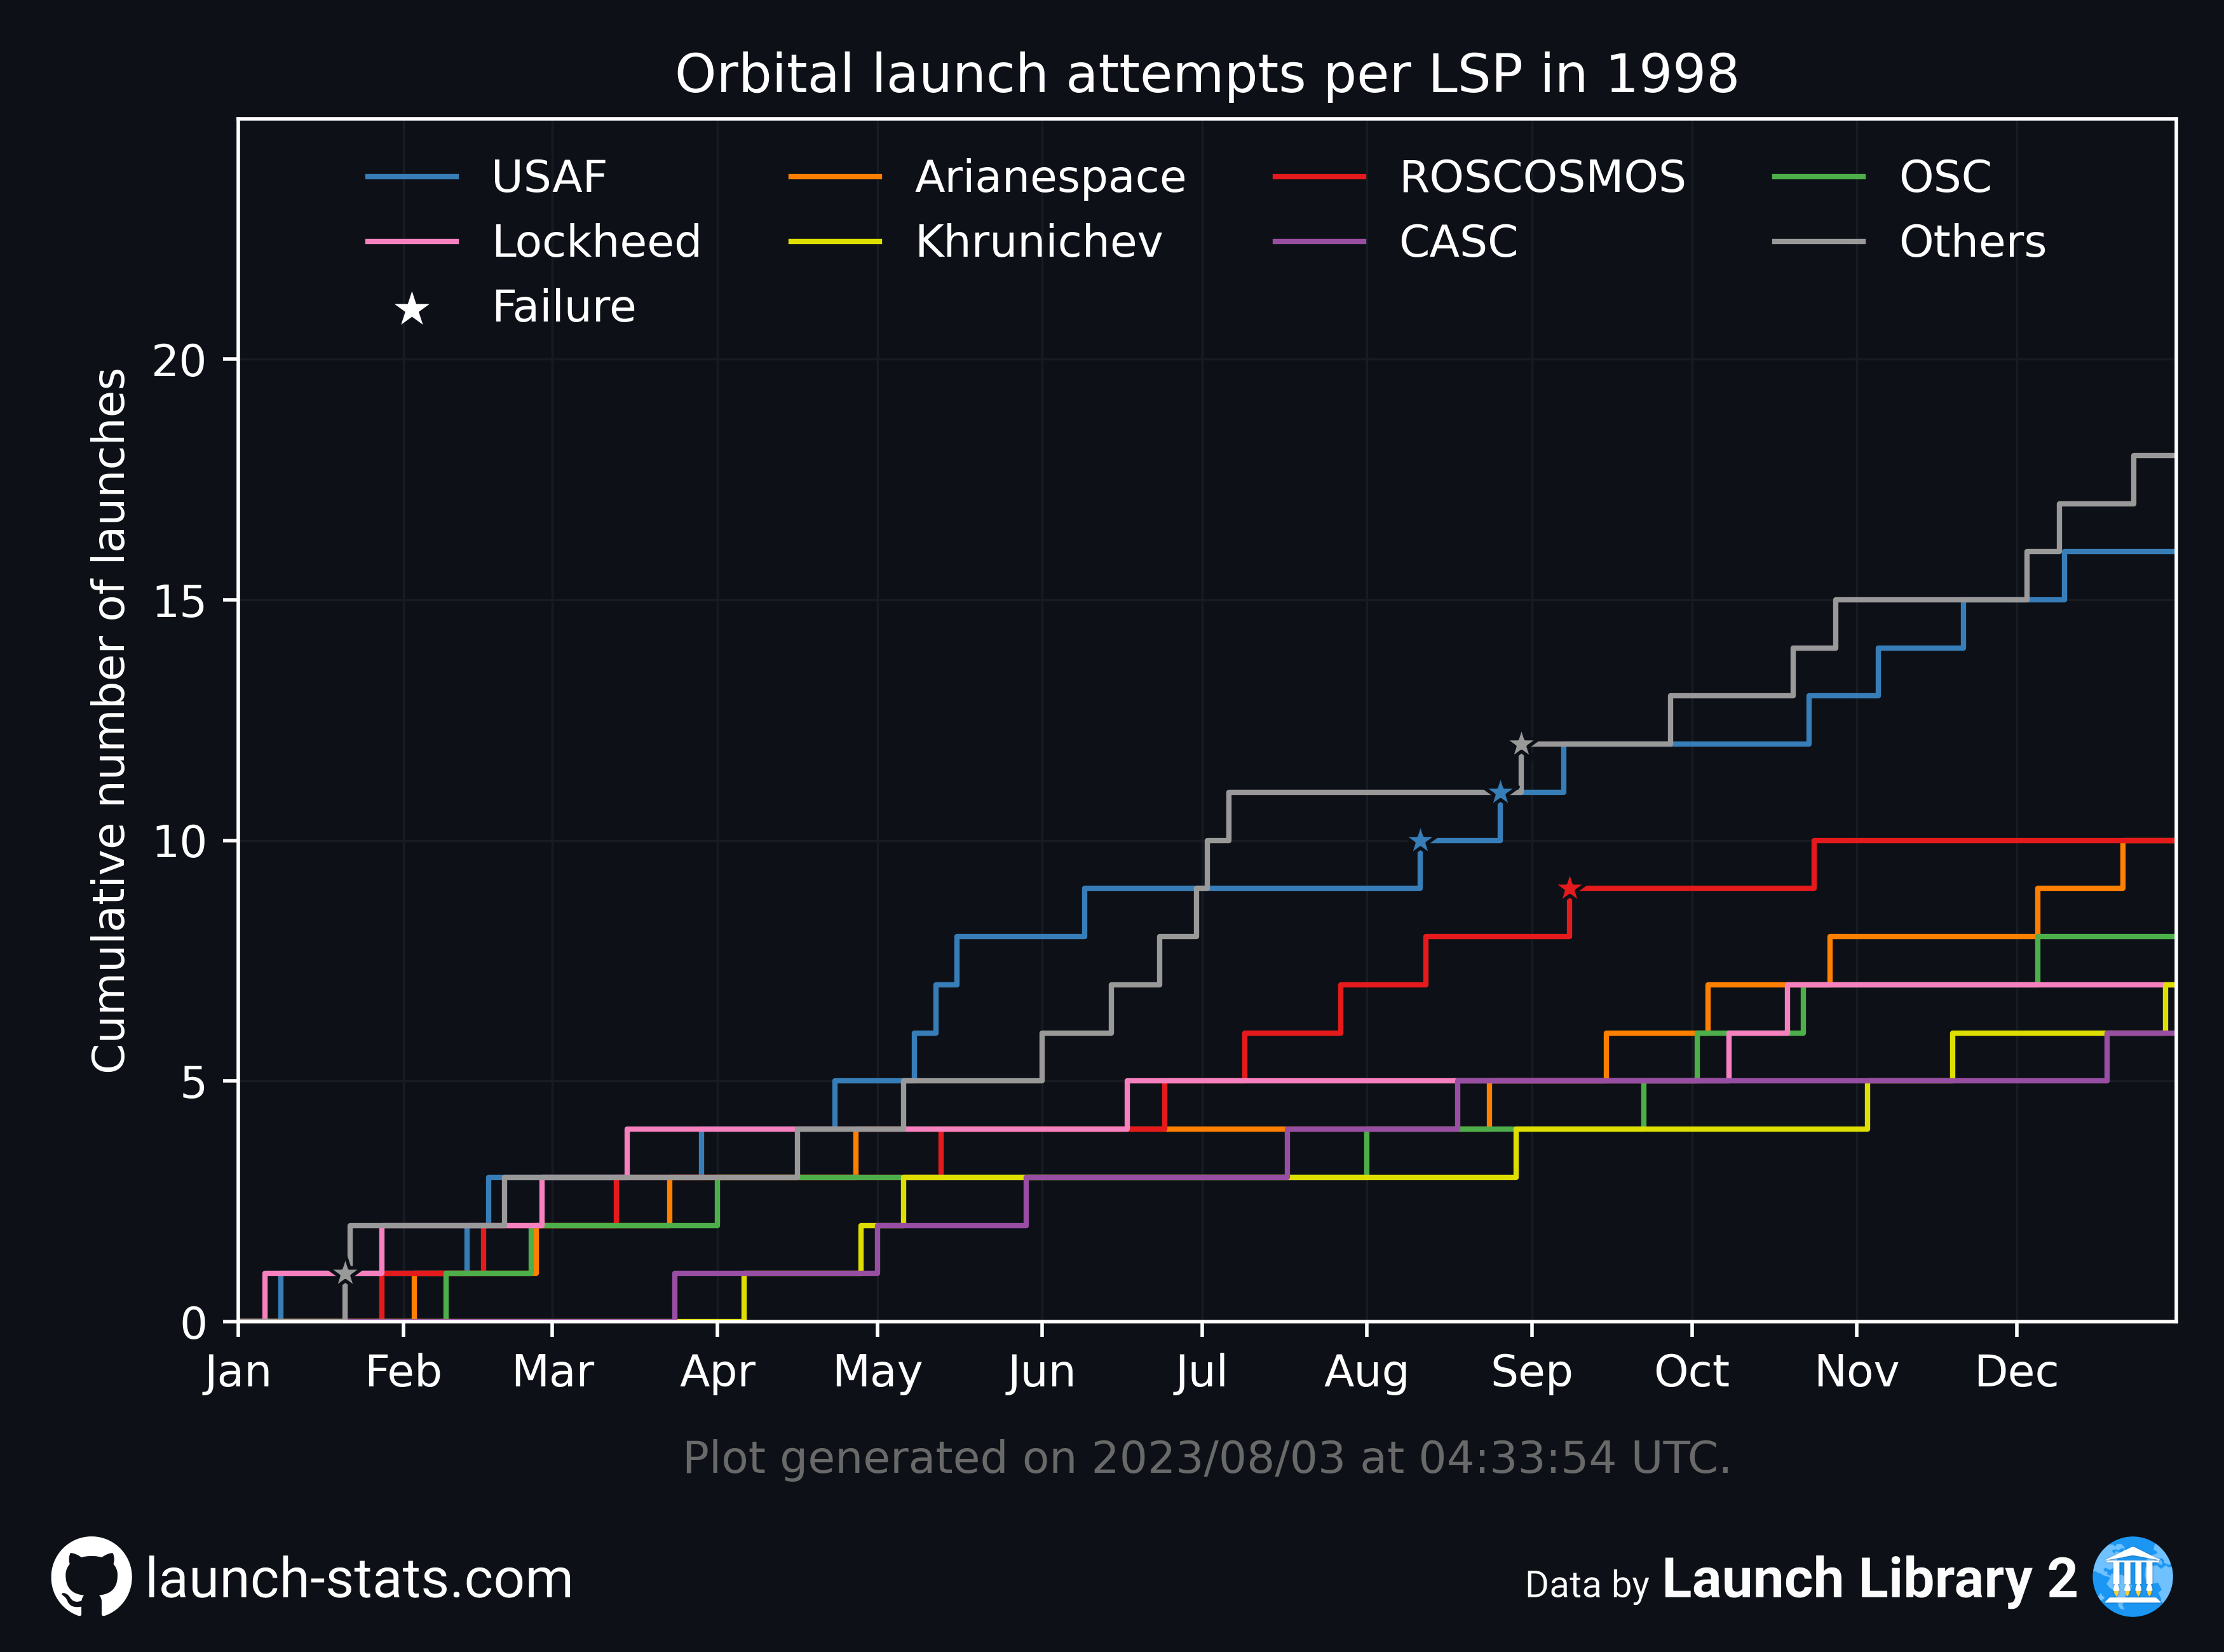 Orbital launch attempts per LSP in 1998
USAF
Arianespace
ROSCOSMOS
OSC
Lockheed
Khrunichev
CASC
Others
Failure
Cumulative number of launches
20
15
10
5
0
Jan Feb Mar Apr May Jun Jul Aug Sep Oct Nov Dec
Plot generated on 2023/08/03 at 04:33:54 UTC.
launch-stats.com
Data by Launch Library 2